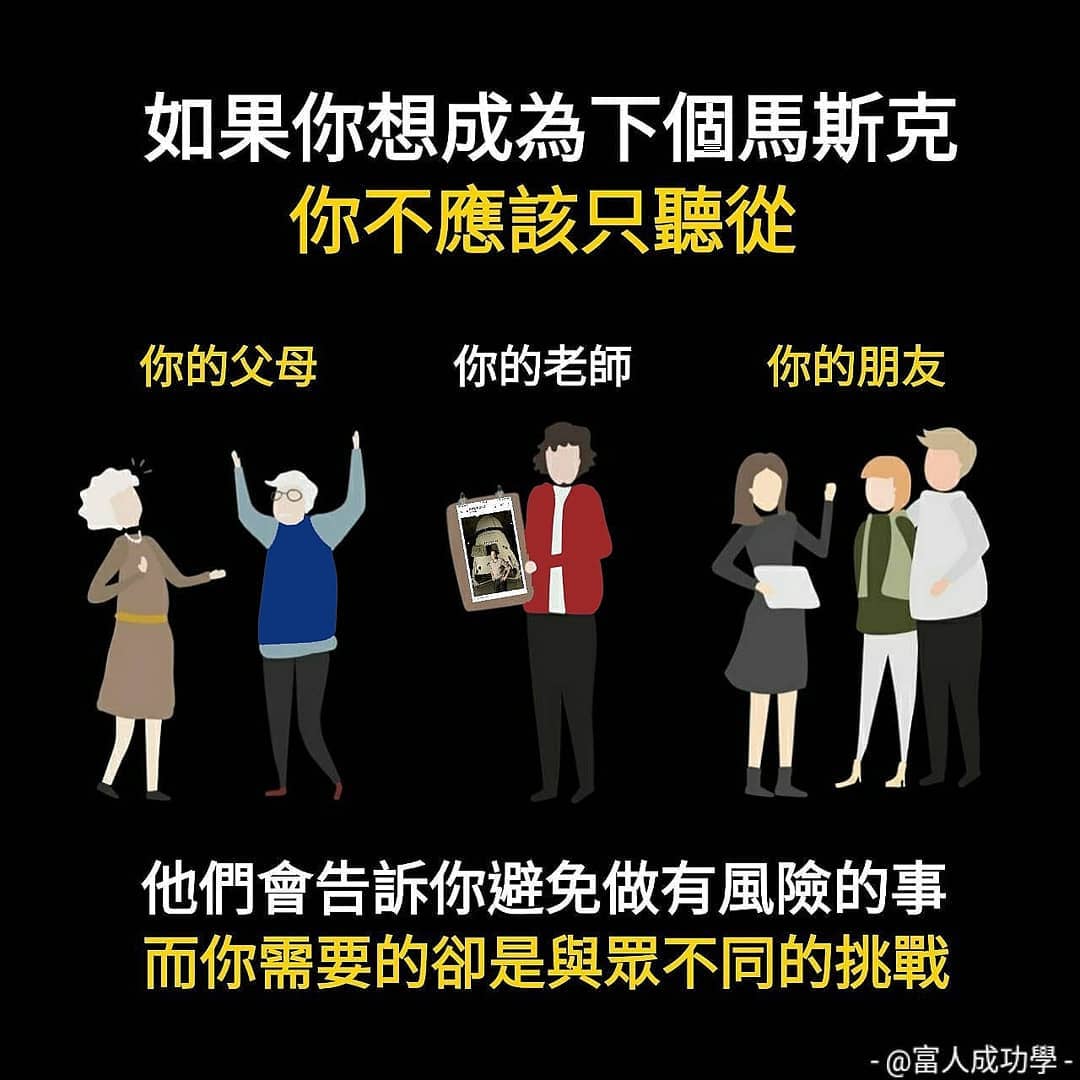 如果你想成為下個馬斯克
你不應該只聽從
你的父母
你的老師
你的朋友
他們會告訴你避免做有風險的事
而你需要的卻是與眾不同的挑戰
- @富人成功學 -